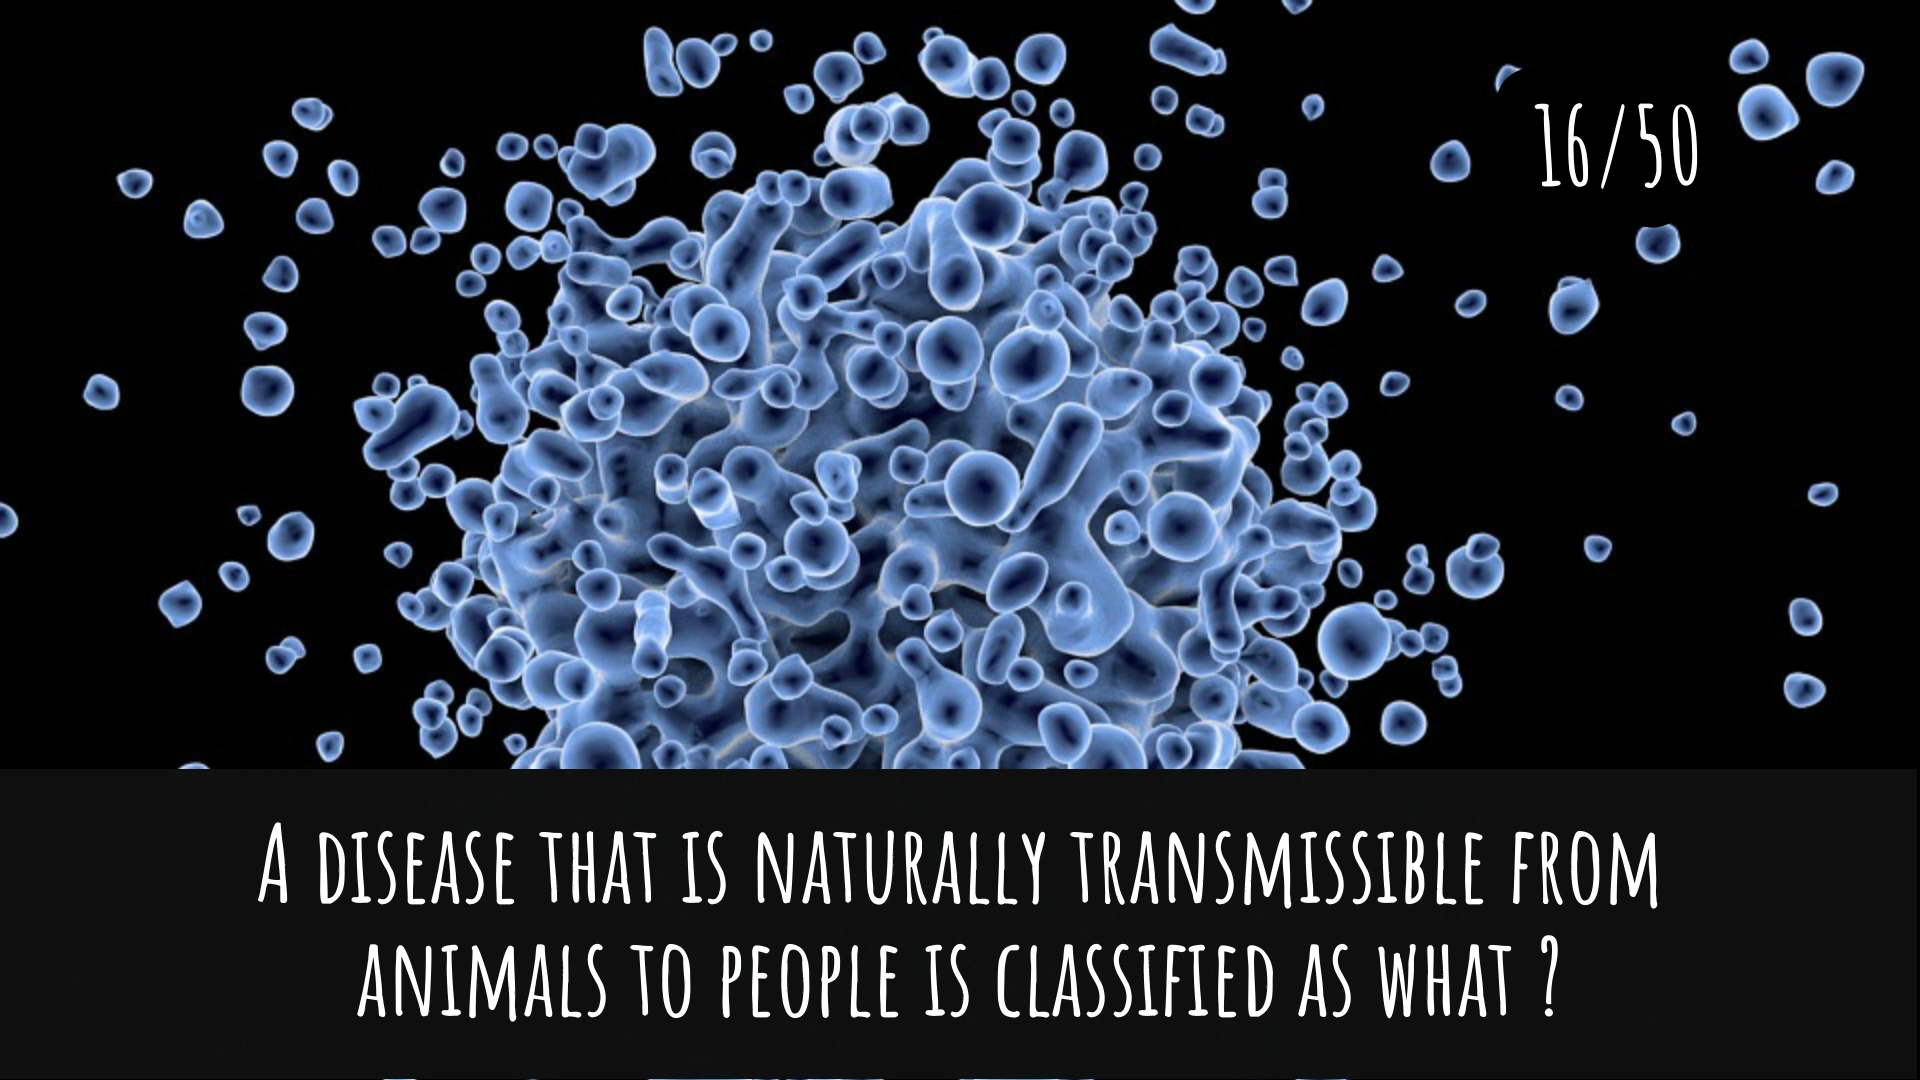 16/50
A DISEASE THAT IS NATURALLY TRANSMISSIBLE FROM
ANIMALS TO PEOPLE IS CLASSIFIED AS WHAT ?